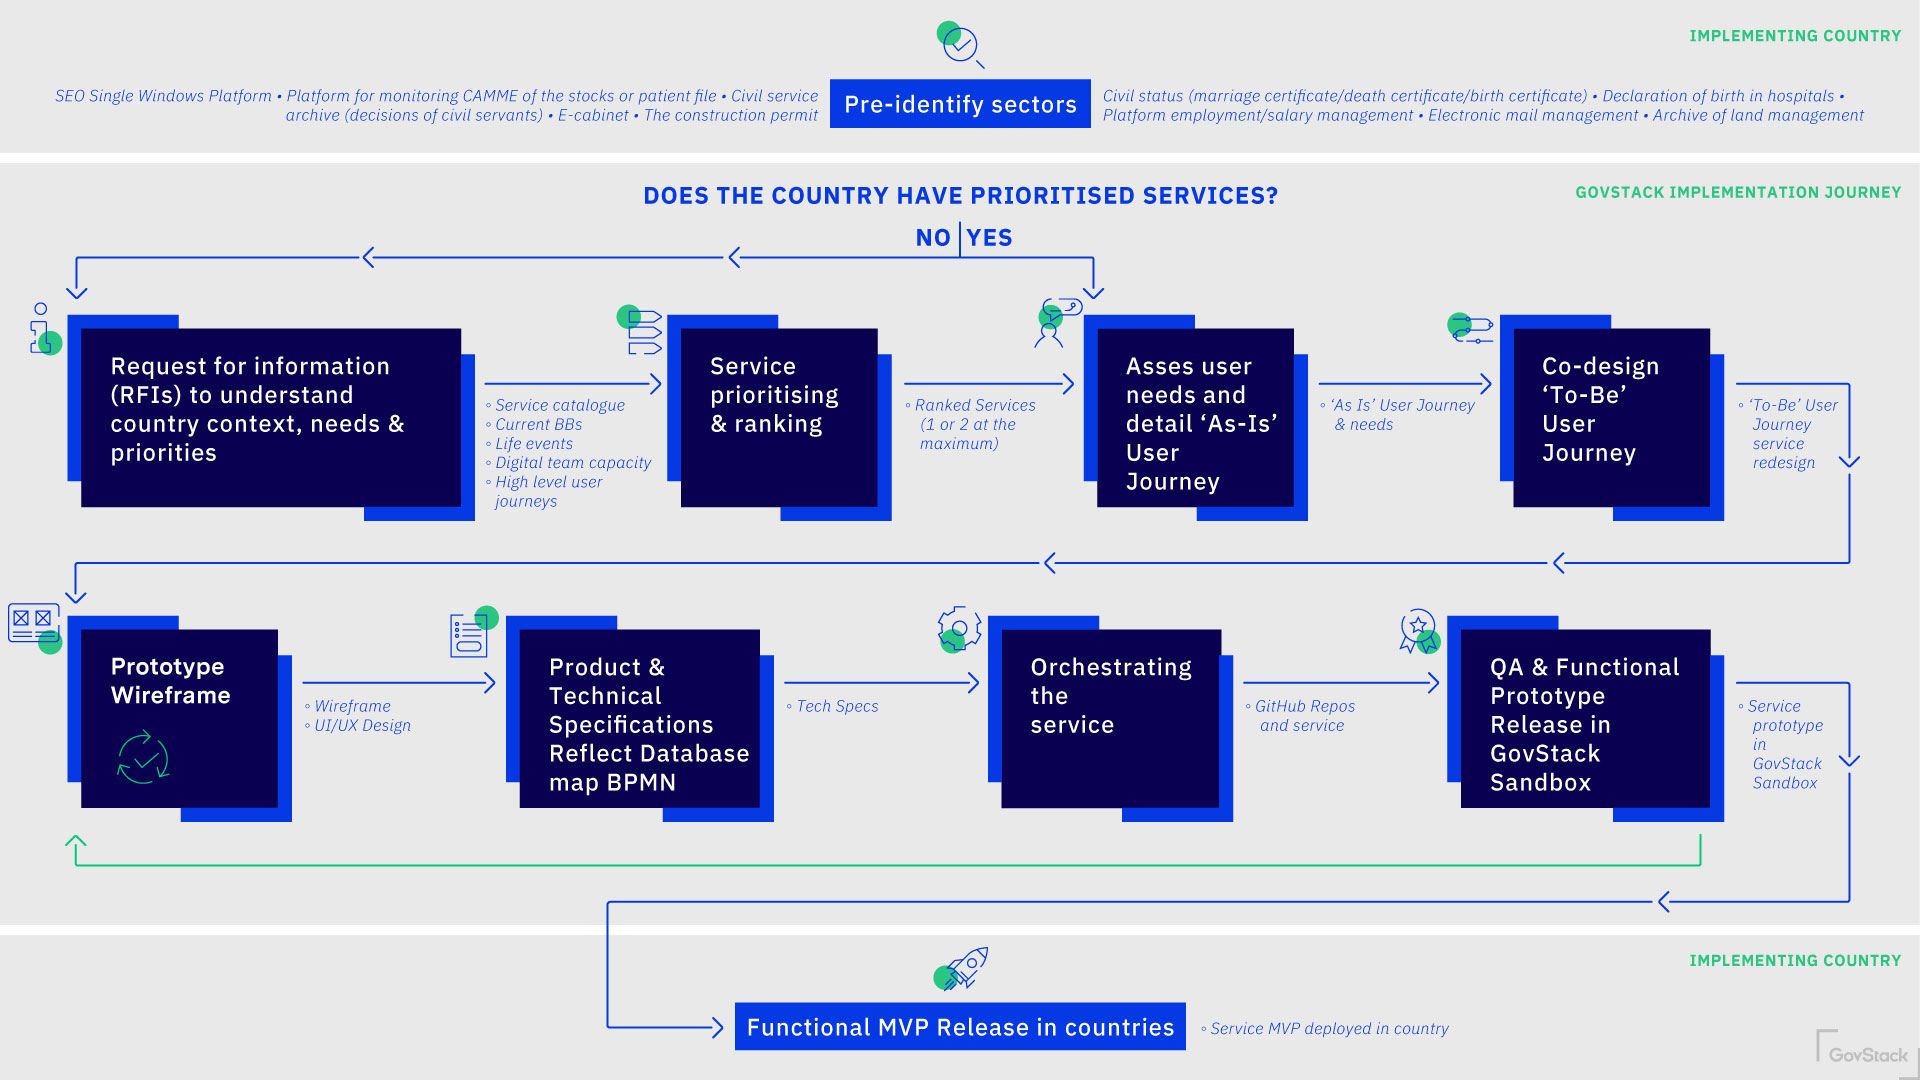 IMPLEMENTING COUNTRY
SEO Single Windows Platform • Platform for monitoring CAMME of the stocks or patient file • Civil service
archive (decisions of civil servants) • E-cabinet • The construction permit
Pre-identify sectors
Civil status (marriage certificate/death certificate/birth certificate) • Declaration of birth in hospitals •
Platform employment/salary management • Electronic mail management • Archive of land management
DOES THE COUNTRY HAVE PRIORITISED SERVICES?
GOVSTACK IMPLEMENTATION JOURNEY
NO YES
Request for information
(RFIs) to understand
country context, needs &
priorities
◦ Service catalogue
◦ Current BBs
◦ Life events
◦ Digital team capacity
◦ High level user
journeys
Service
prioritising
& ranking
◦ Ranked Services
(1 or 2 at the
maximum)
Asses user
needs and
detail ‘As-Is’
User
Journey
◦ ‘As Is’ User Journey
& needs
Co-design
‘To-Be’
User
Journey
◦ ‘To-Be’ User
Journey
service
redesign
Prototype
Wireframe
◦ Wireframe
◦ UI/UX Design
Product &
Technical
Specifications
Reflect Database
map BPMN
◦ Tech Specs
Orchestrating
the
service
◦ GitHub Repos
and service
QA & Functional
Prototype
Release in
GovStack
Sandbox
◦ Service
prototype
in
GovStack
Sandbox
IMPLEMENTING COUNTRY
Functional MVP Release in countries
◦ Service MVP deployed in country
GovStack